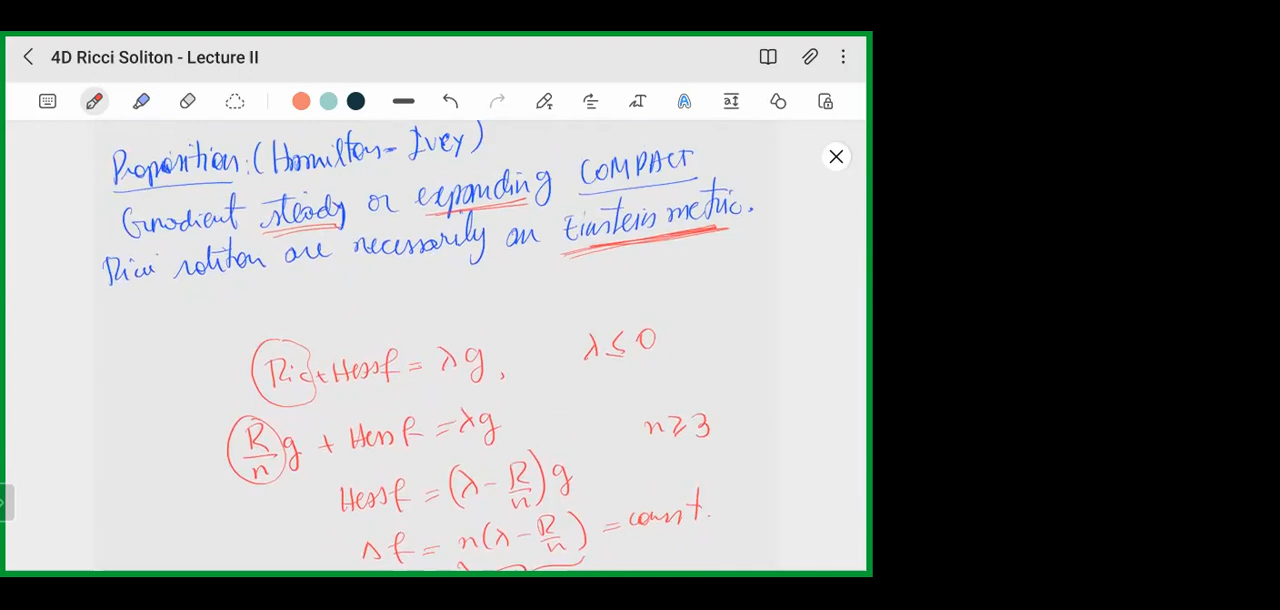 4D Ricci Soliton - Lecture II
Proposition: (Hamilton-Ivey)
Gradient steady or expanding COMPACT
Ricci soliton are necessarily an Einstein metric.
Ric + Hess f = λg, λ ≤ 0
R/n g + Hess f = λg n ≥ 3
Hess f = (λ - R/n) g
Δf = n(λ - R/n) = const.